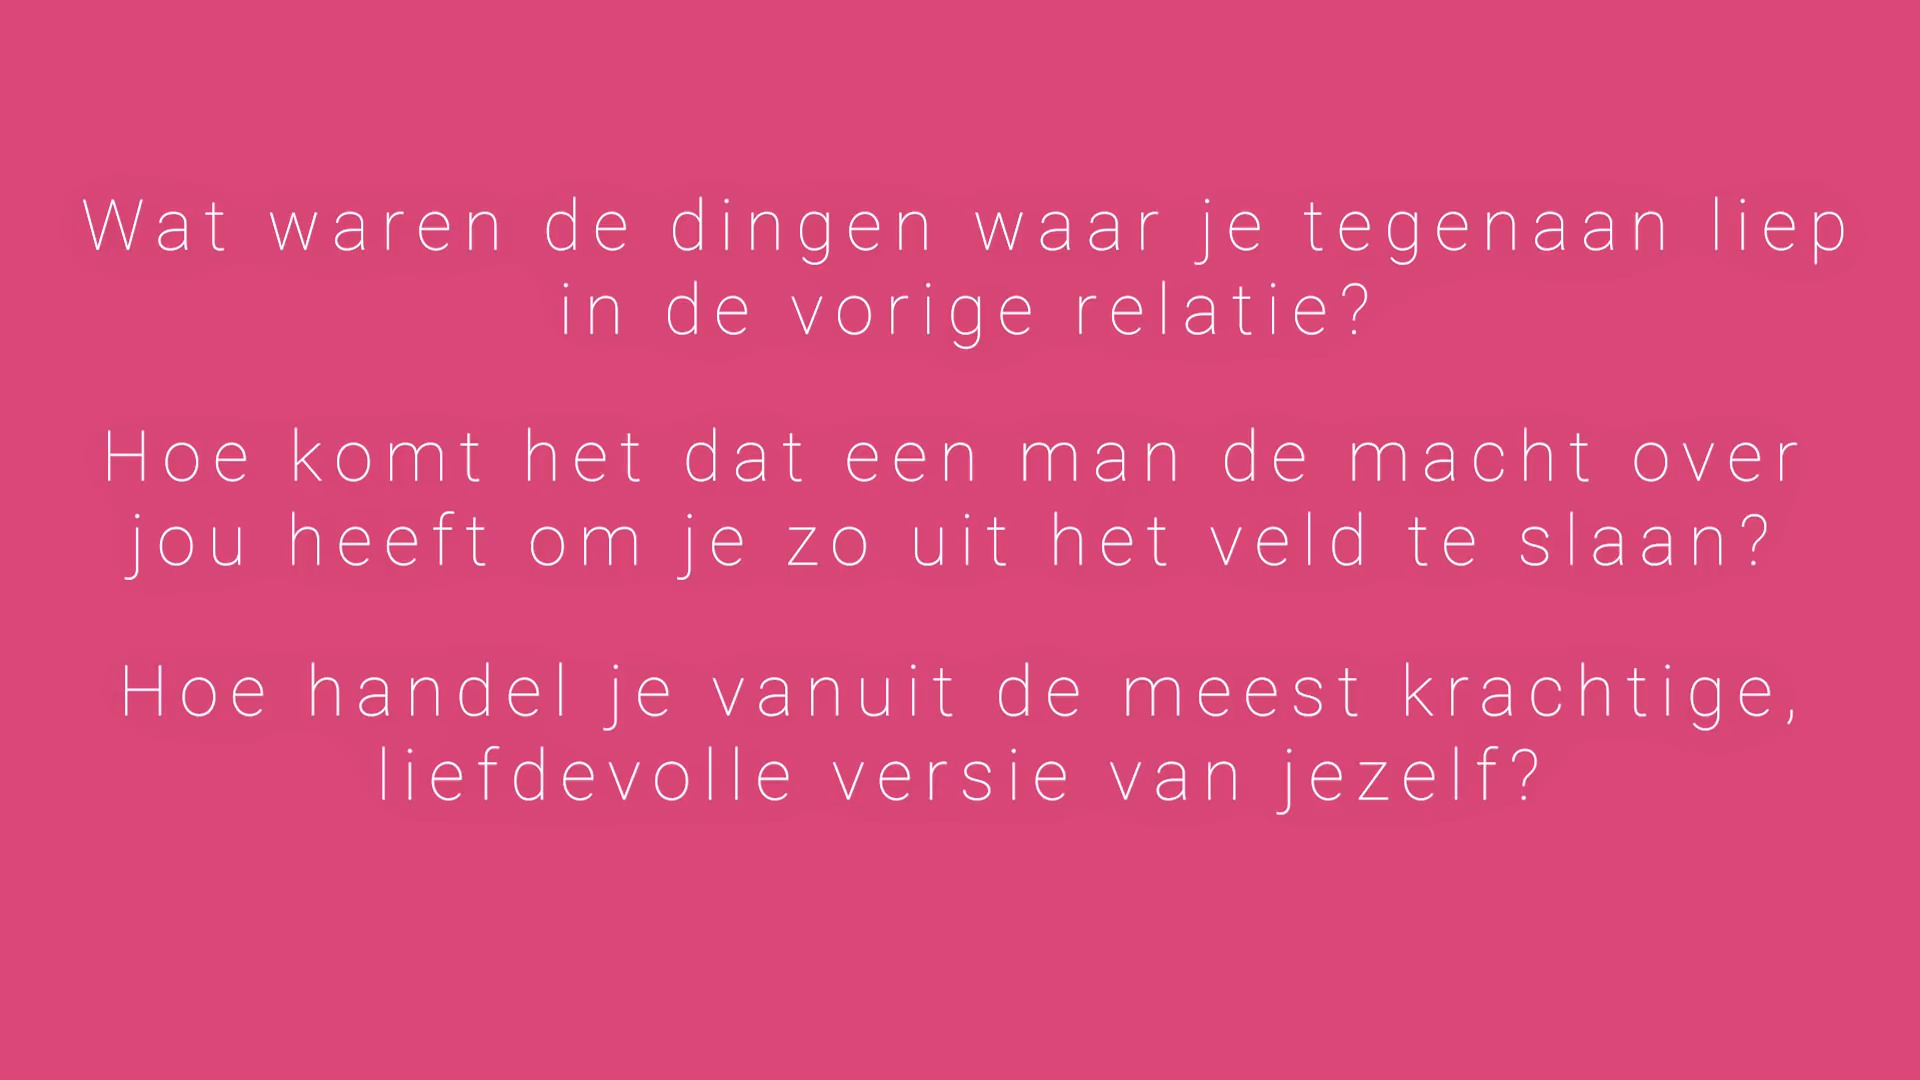 Wat waren de dingen waar je tegenaan liep
in de vorige relatie?
Hoe komt het dat een man de macht over
jou heeft om je zo uit het veld te slaan?
Hoe handel je vanuit de meest krachtige,
liefdevolle versie van jezelf?